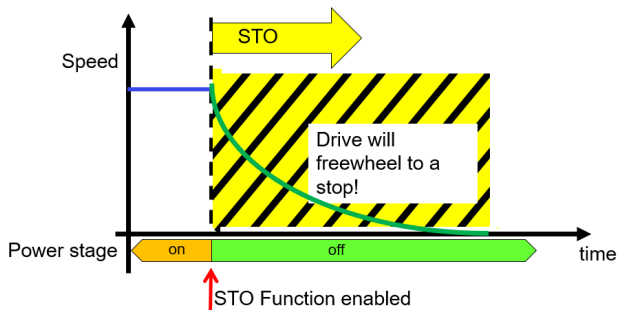 STO
Speed
Drive will
freewheel to a
stop!
Power stage
on
off
time
STO Function enabled